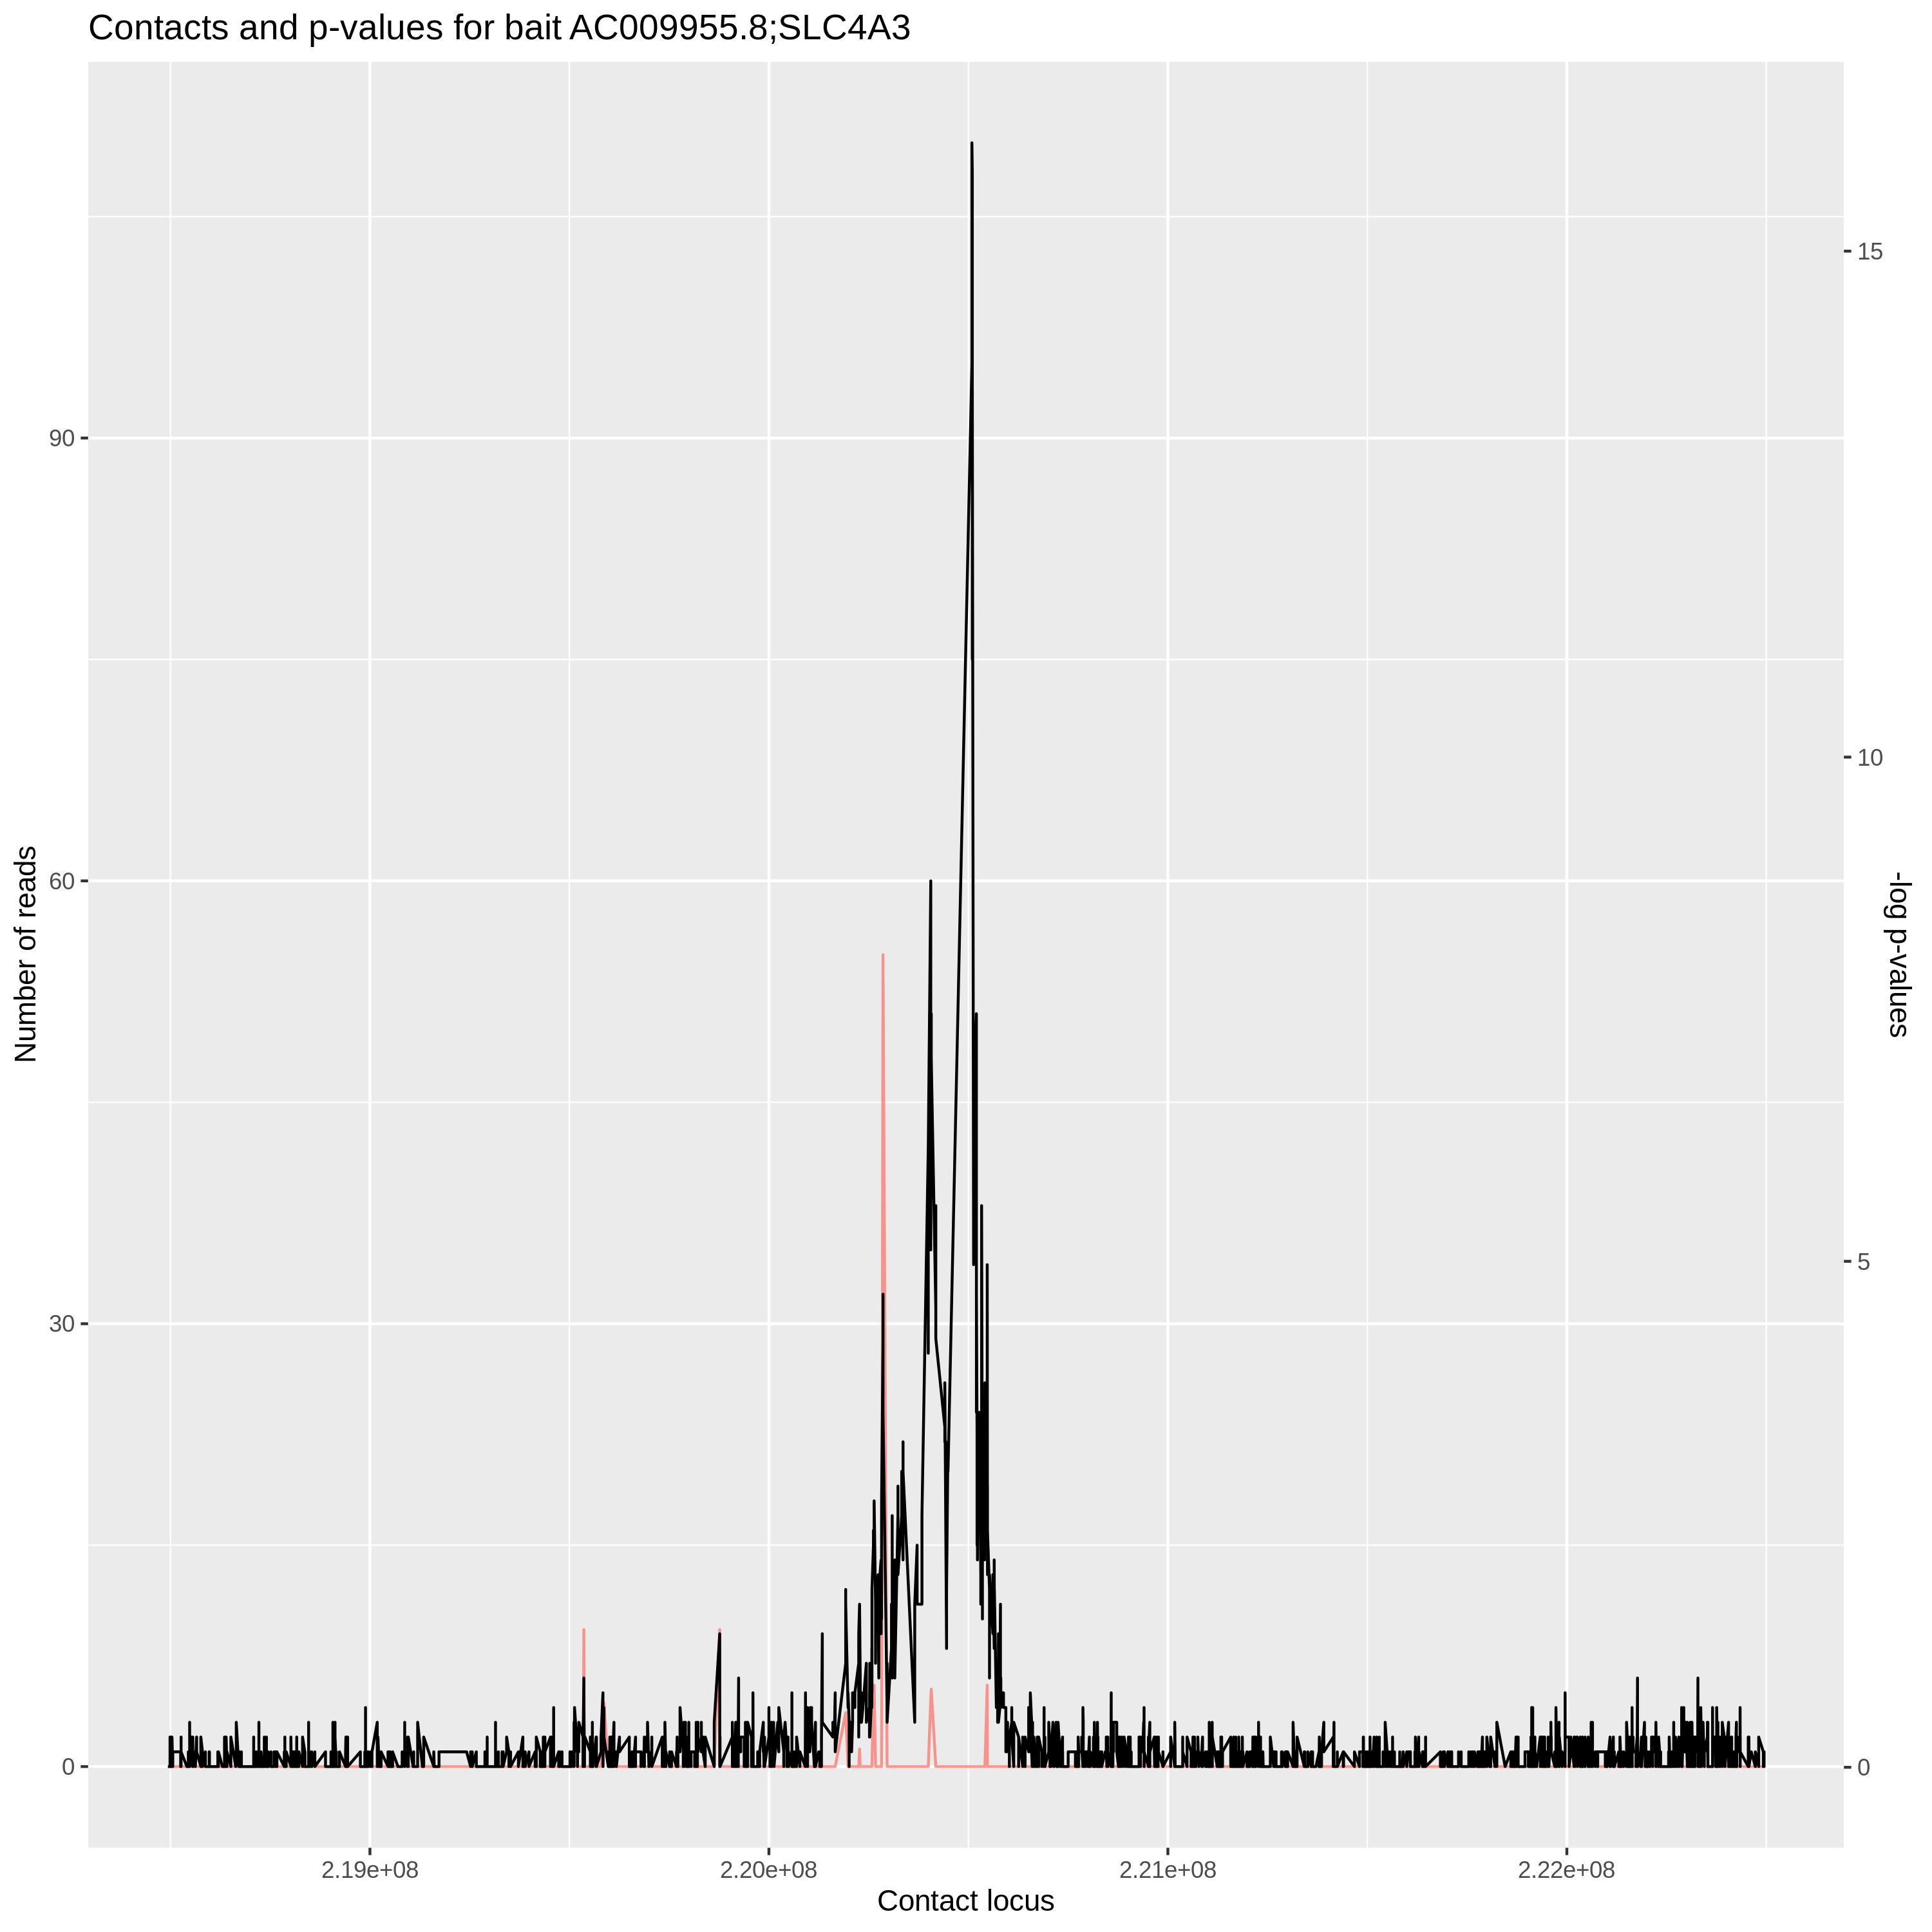 Contacts and p-values for bait AC009955.8;SLC4A3
90
60
30
0
15
10
5
0
Number of reads
-log p-values
2.19e+08 2.20e+08 2.21e+08 2.22e+08
Contact locus